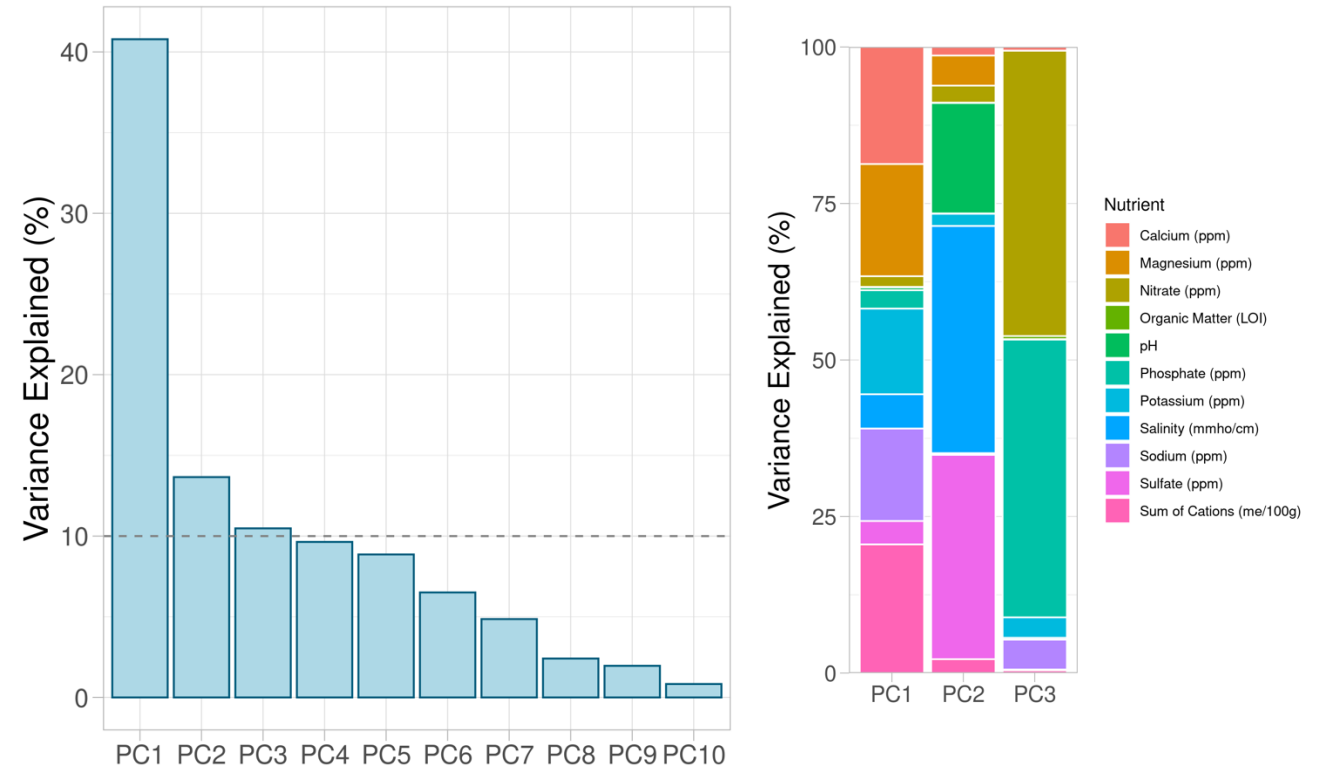 Variance Explained (%)
40
30
20
10
0
PC1 PC2 PC3 PC4 PC5 PC6 PC7 PC8 PC9 PC10
Variance Explained (%)
100
75
50
25
0
PC1 PC2 PC3
Nutrient
Calcium (ppm)
Magnesium (ppm)
Nitrate (ppm)
Organic Matter (LOI)
pH
Phosphate (ppm)
Potassium (ppm)
Salinity (mmho/cm)
Sodium (ppm)
Sulfate (ppm)
Sum of Cations (me/100g)